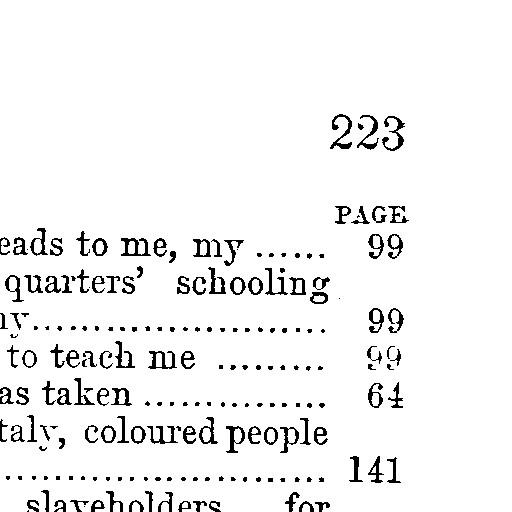 223
PAGE
eads to me, my ...... 99
quarters' schooling
ny........................ 99
to teach me ......... 99
as taken ............... 64
taly, coloured people
........................... 141
slaveholders for